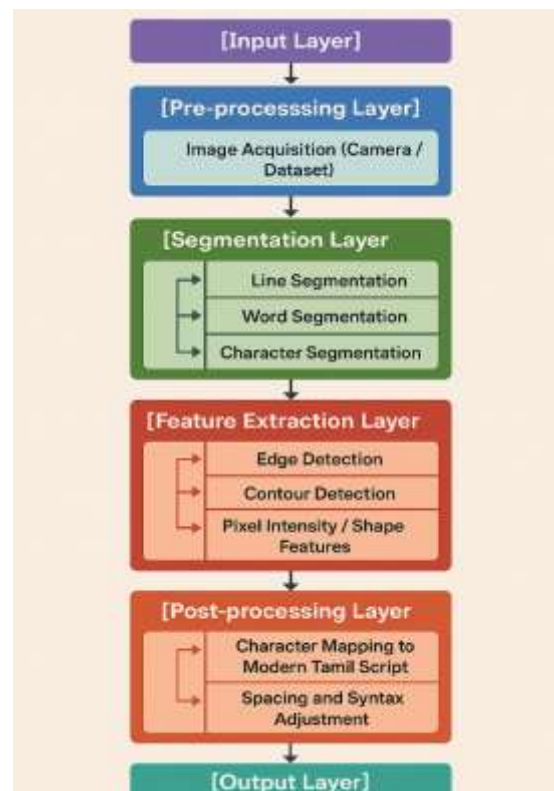 [Input Layer]
[Pre-processsing Layer]
Image Acquisition (Camera /
Dataset)
[Segmentation Layer
Line Segmentation
Word Segmentation
Character Segmentation
[Feature Extraction Layer
Edge Detection
Contour Detection
Pixel Intensity / Shape
Features
[Post-processing Layer
Character Mapping to
Modern Tamil Script
Spacing and Syntax
Adjustment
[Output Layer]